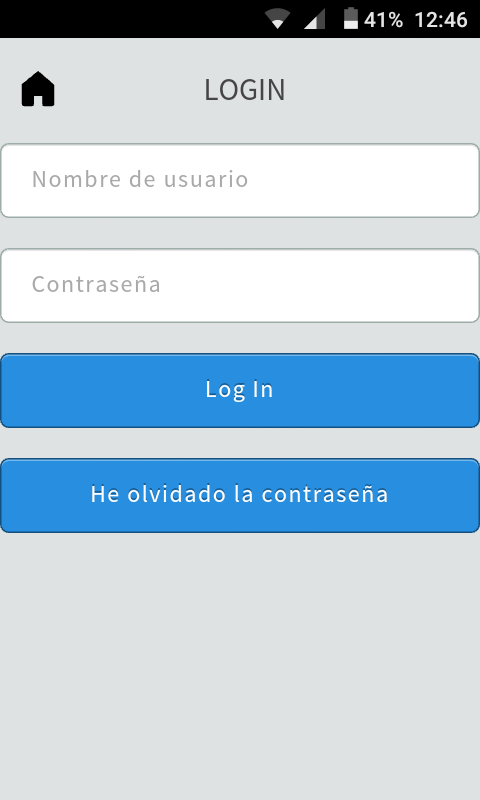 41% 12:46
LOGIN
Nombre de usuario
Contraseña
Log In
He olvidado la contraseña